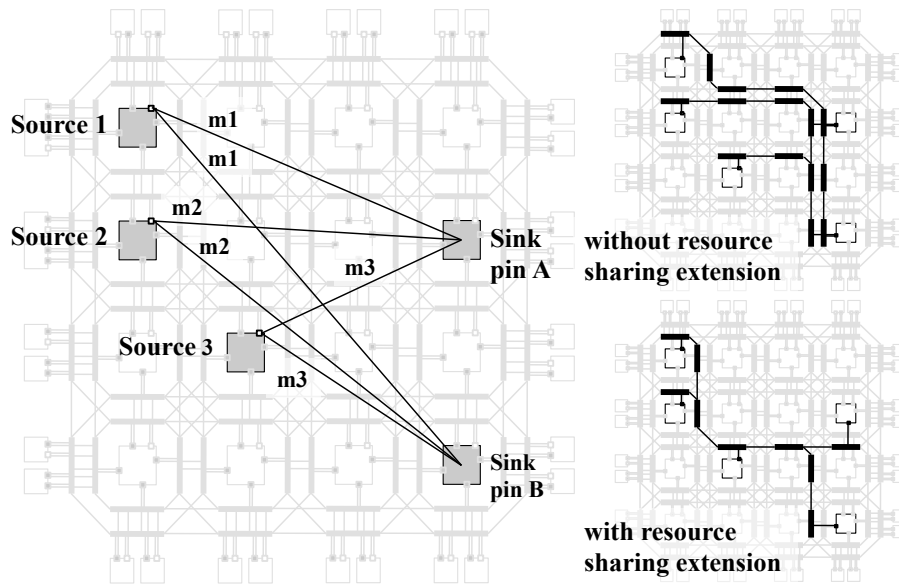 Source 1
m1
m1
Source 2
m2
m2
Sink
pin A
m3
Source 3
m3
Sink
pin B
without resource
sharing extension
with resource
sharing extension